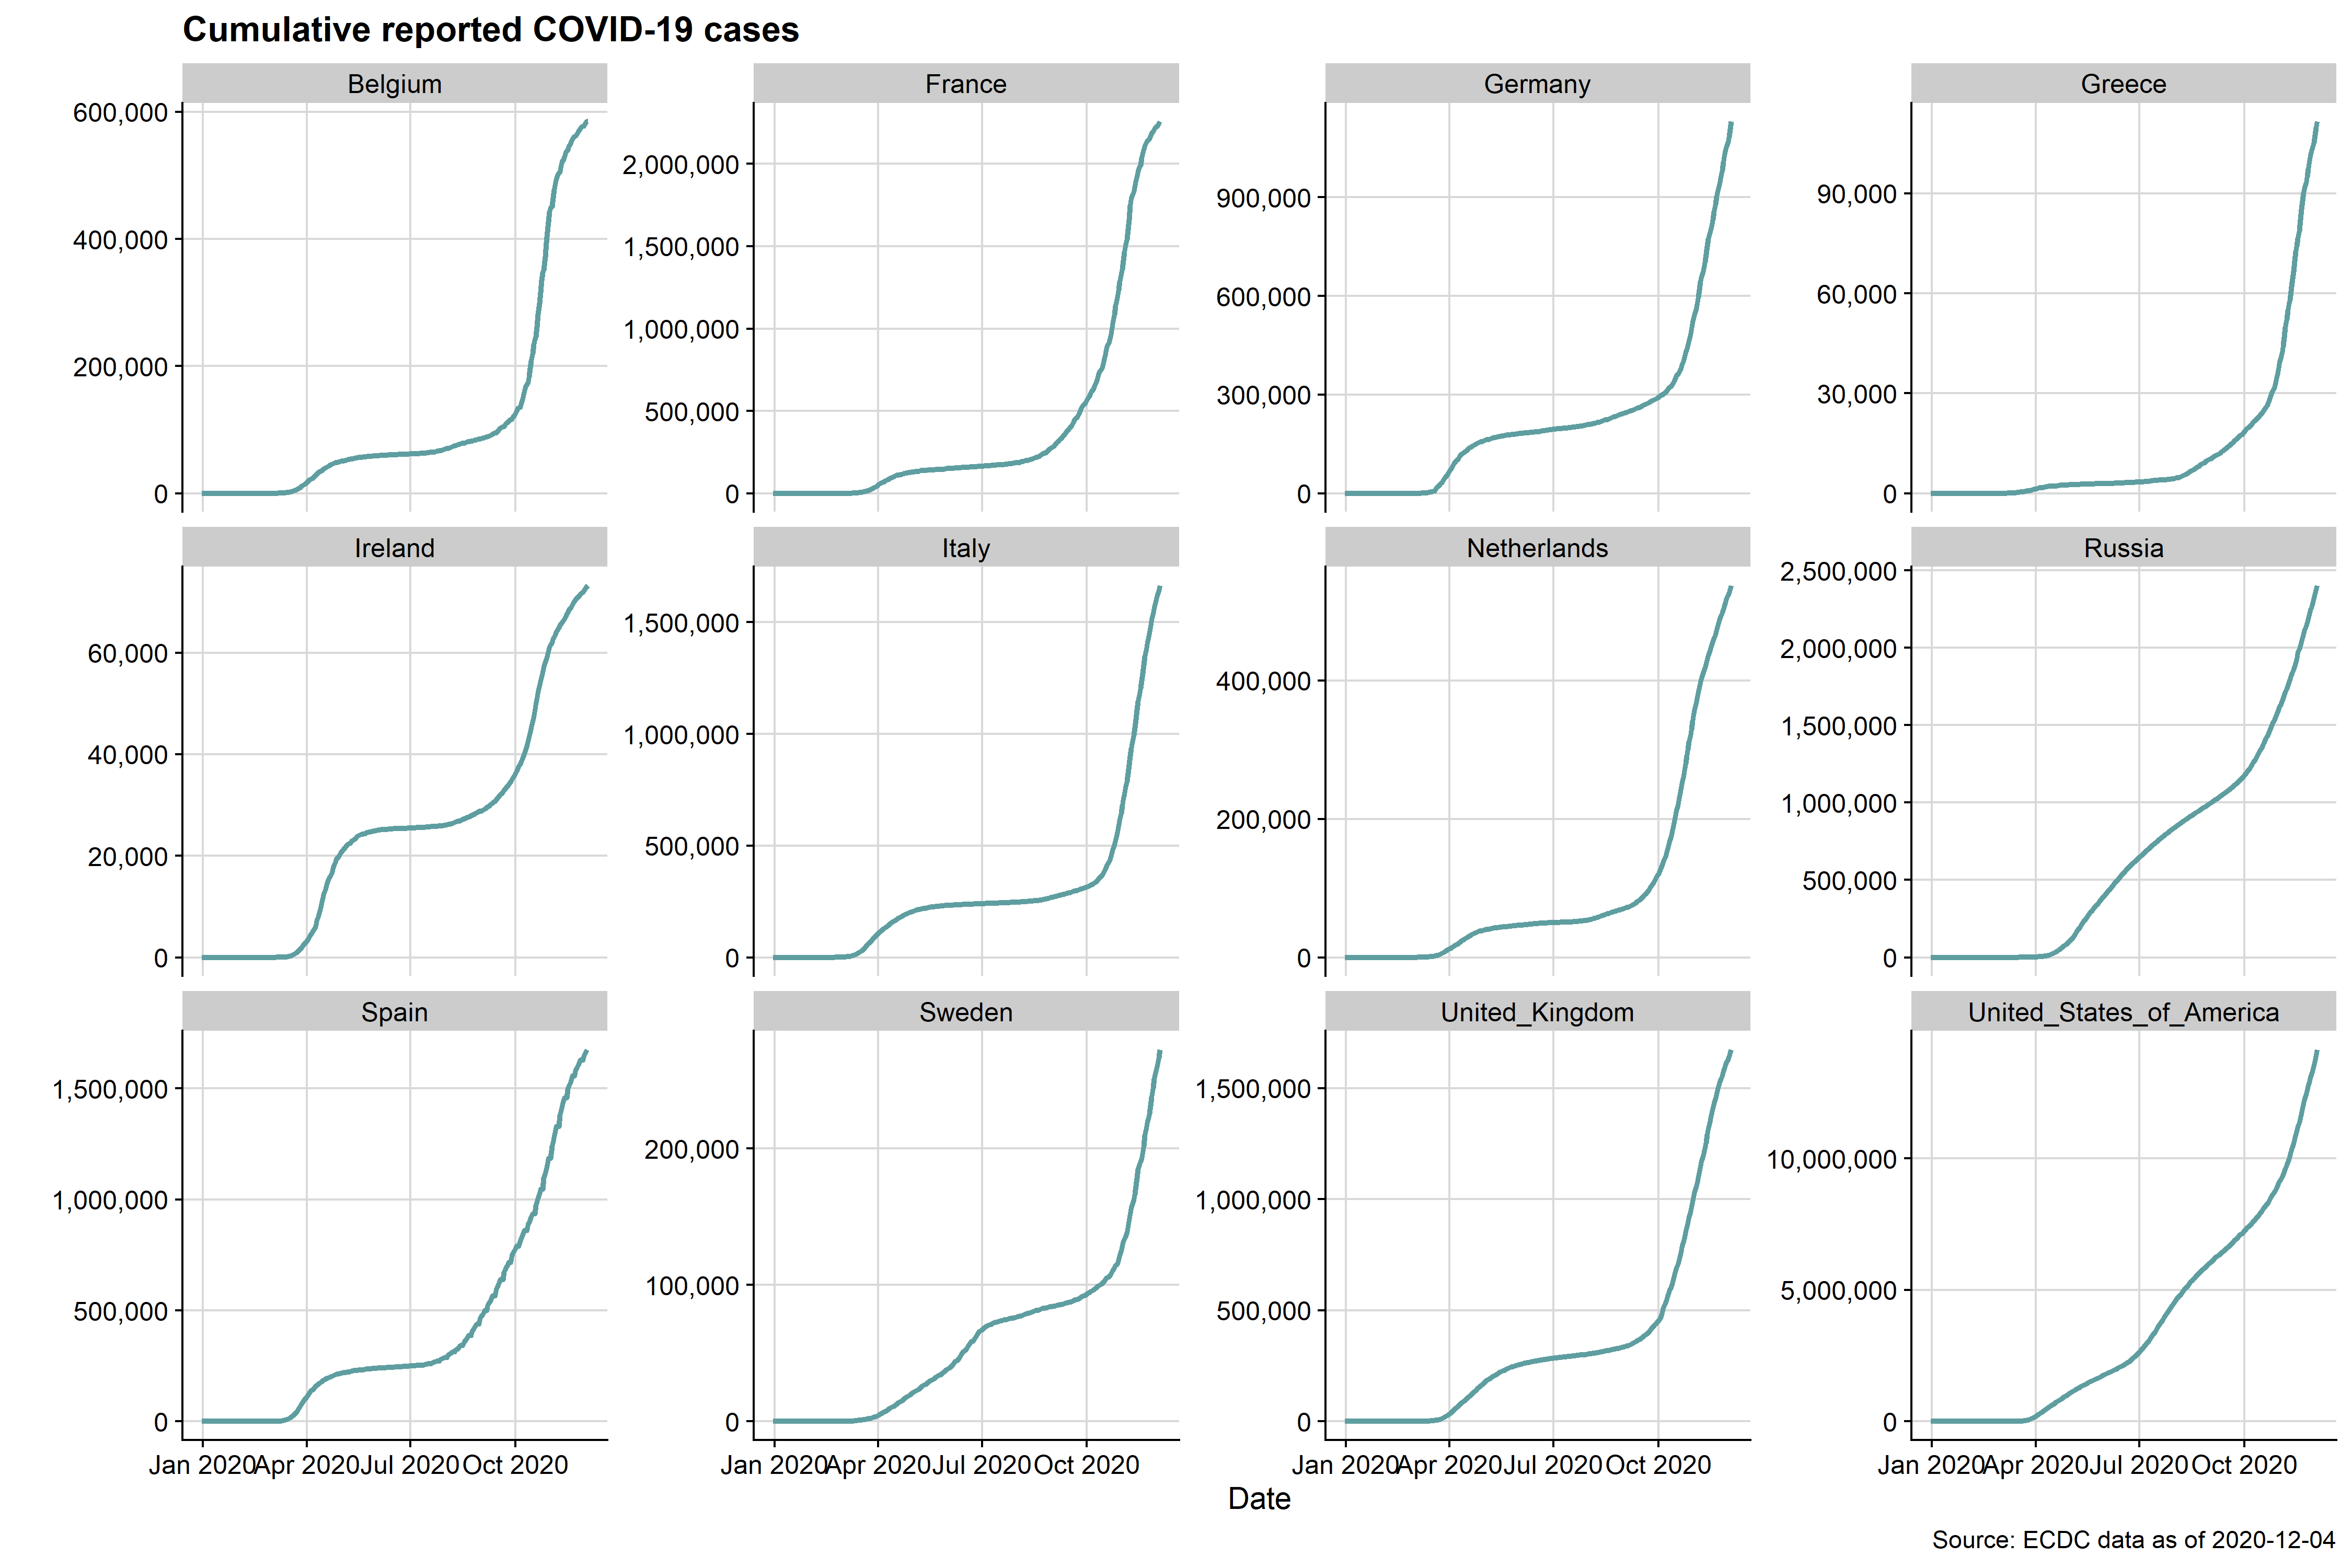 Cumulative reported COVID-19 cases
Belgium
France
Germany
Greece
600,000
400,000
200,000
0
2,000,000
1,500,000
1,000,000
500,000
0
900,000
600,000
300,000
0
90,000
60,000
30,000
0
Ireland
Italy
Netherlands
Russia
60,000
40,000
20,000
0
1,500,000
1,000,000
500,000
0
400,000
200,000
0
2,500,000
2,000,000
1,500,000
1,000,000
500,000
0
Spain
Sweden
United_Kingdom
United_States_of_America
1,500,000
1,000,000
500,000
0
200,000
100,000
0
1,500,000
1,000,000
500,000
0
10,000,000
5,000,000
0
Jan 2020 Apr 2020 Jul 2020 Oct 2020
Jan 2020 Apr 2020 Jul 2020 Oct 2020
Jan 2020 Apr 2020 Jul 2020 Oct 2020
Jan 2020 Apr 2020 Jul 2020 Oct 2020
Date
Source: ECDC data as of 2020-12-04